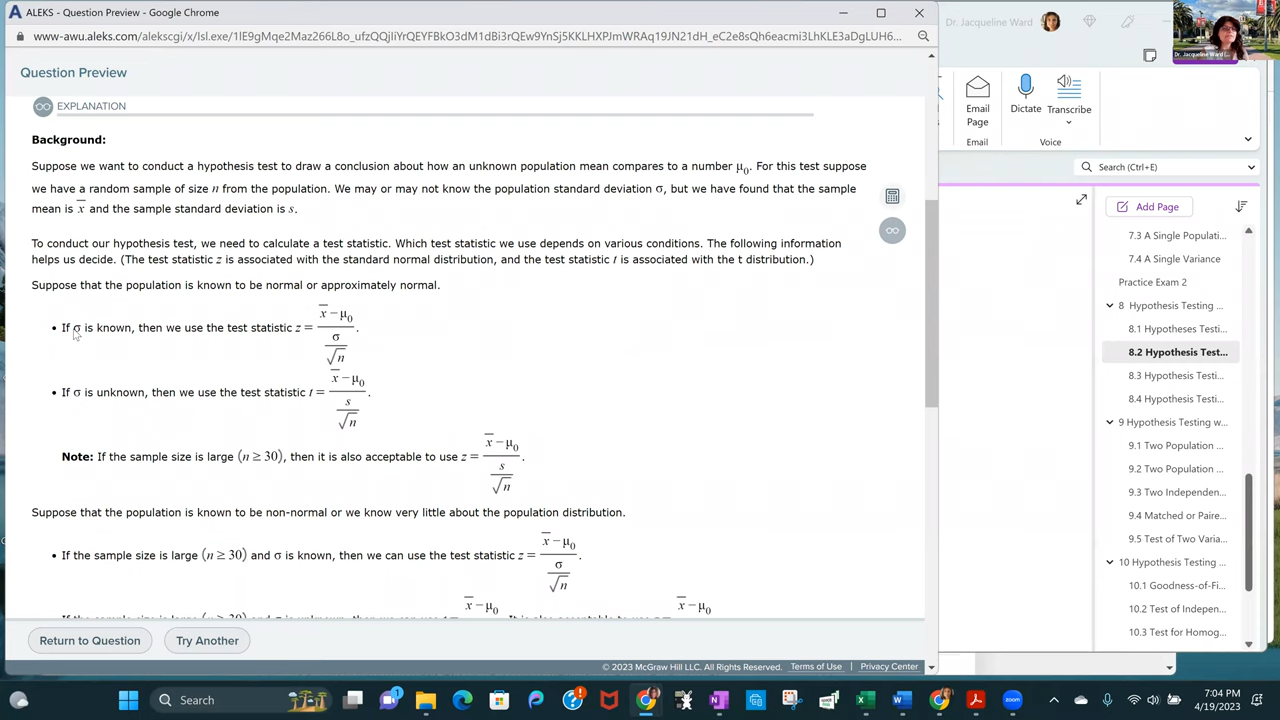 ALEKS - Question Preview - Google Chrome
Dr. Jacqueline Ward
Question Preview
EXPLANATION
Background:
Suppose we want to conduct a hypothesis test to draw a conclusion about how an unknown population mean compares to a number μ0. For this test suppose
we have a random sample of size n from the population. We may or may not know the population standard deviation σ, but we have found that the sample
mean is x̄ and the sample standard deviation is s.
To conduct our hypothesis test, we need to calculate a test statistic. Which test statistic we use depends on various conditions. The following information
helps us decide. (The test statistic z is associated with the standard normal distribution, and the test statistic t is associated with the t distribution.)
Suppose that the population is known to be normal or approximately normal.
• If σ is known, then we use the test statistic z = (x̄ − μ0) / (σ / √n).
• If σ is unknown, then we use the test statistic t = (x̄ − μ0) / (s / √n).
Note: If the sample size is large (n ≥ 30), then it is also acceptable to use z = (x̄ − μ0) / (s / √n).
Suppose that the population is known to be non-normal or we know very little about the population distribution.
• If the sample size is large (n ≥ 30) and σ is known, then we can use the test statistic z = (x̄ − μ0) / (σ / √n).
x̄ − μ0
x̄ − μ0
Return to Question
Try Another
© 2023 McGraw Hill LLC. All Rights Reserved.
Terms of Use
Privacy Center
Email
Page
Dictate
Transcribe
Email
Voice
Search (Ctrl+E)
Add Page
7.3 A Single Populati...
7.4 A Single Variance
Practice Exam 2
8 Hypothesis Testing ...
8.1 Hypotheses Testi...
8.2 Hypothesis Test...
8.3 Hypothesis Testi...
8.4 Hypothesis Testi...
9 Hypothesis Testing w...
9.1 Two Population ...
9.2 Two Population ...
9.3 Two Independen...
9.4 Matched or Paire...
9.5 Test of Two Varia...
10 Hypothesis Testing ...
10.1 Goodness-of-Fi...
10.2 Test of Indepen...
10.3 Test for Homog...
Search
7:04 PM
4/19/2023